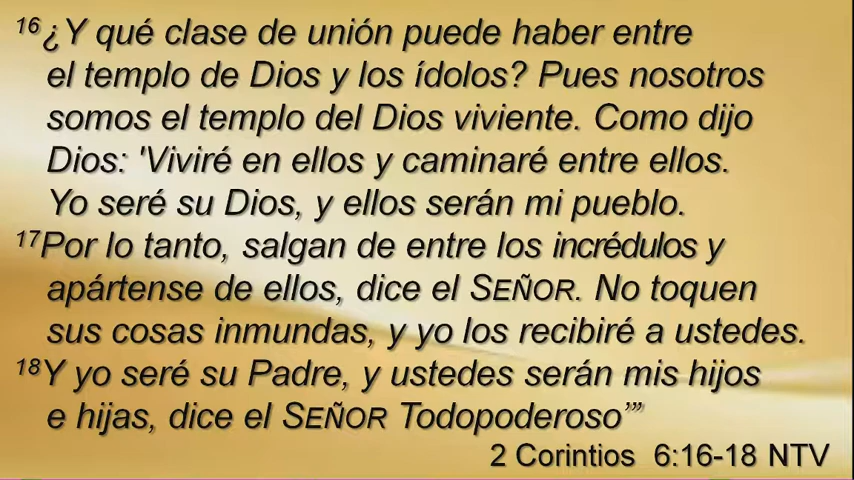 16¿Y qué clase de unión puede haber entre
el templo de Dios y los ídolos? Pues nosotros
somos el templo del Dios viviente. Como dijo
Dios: 'Viviré en ellos y caminaré entre ellos.
Yo seré su Dios, y ellos serán mi pueblo.
17Por lo tanto, salgan de entre los incrédulos y
apártense de ellos, dice el SEÑOR. No toquen
sus cosas inmundas, y yo los recibiré a ustedes.
18Y yo seré su Padre, y ustedes serán mis hijos
e hijas, dice el SEÑOR Todopoderoso’”
2 Corintios 6:16-18 NTV